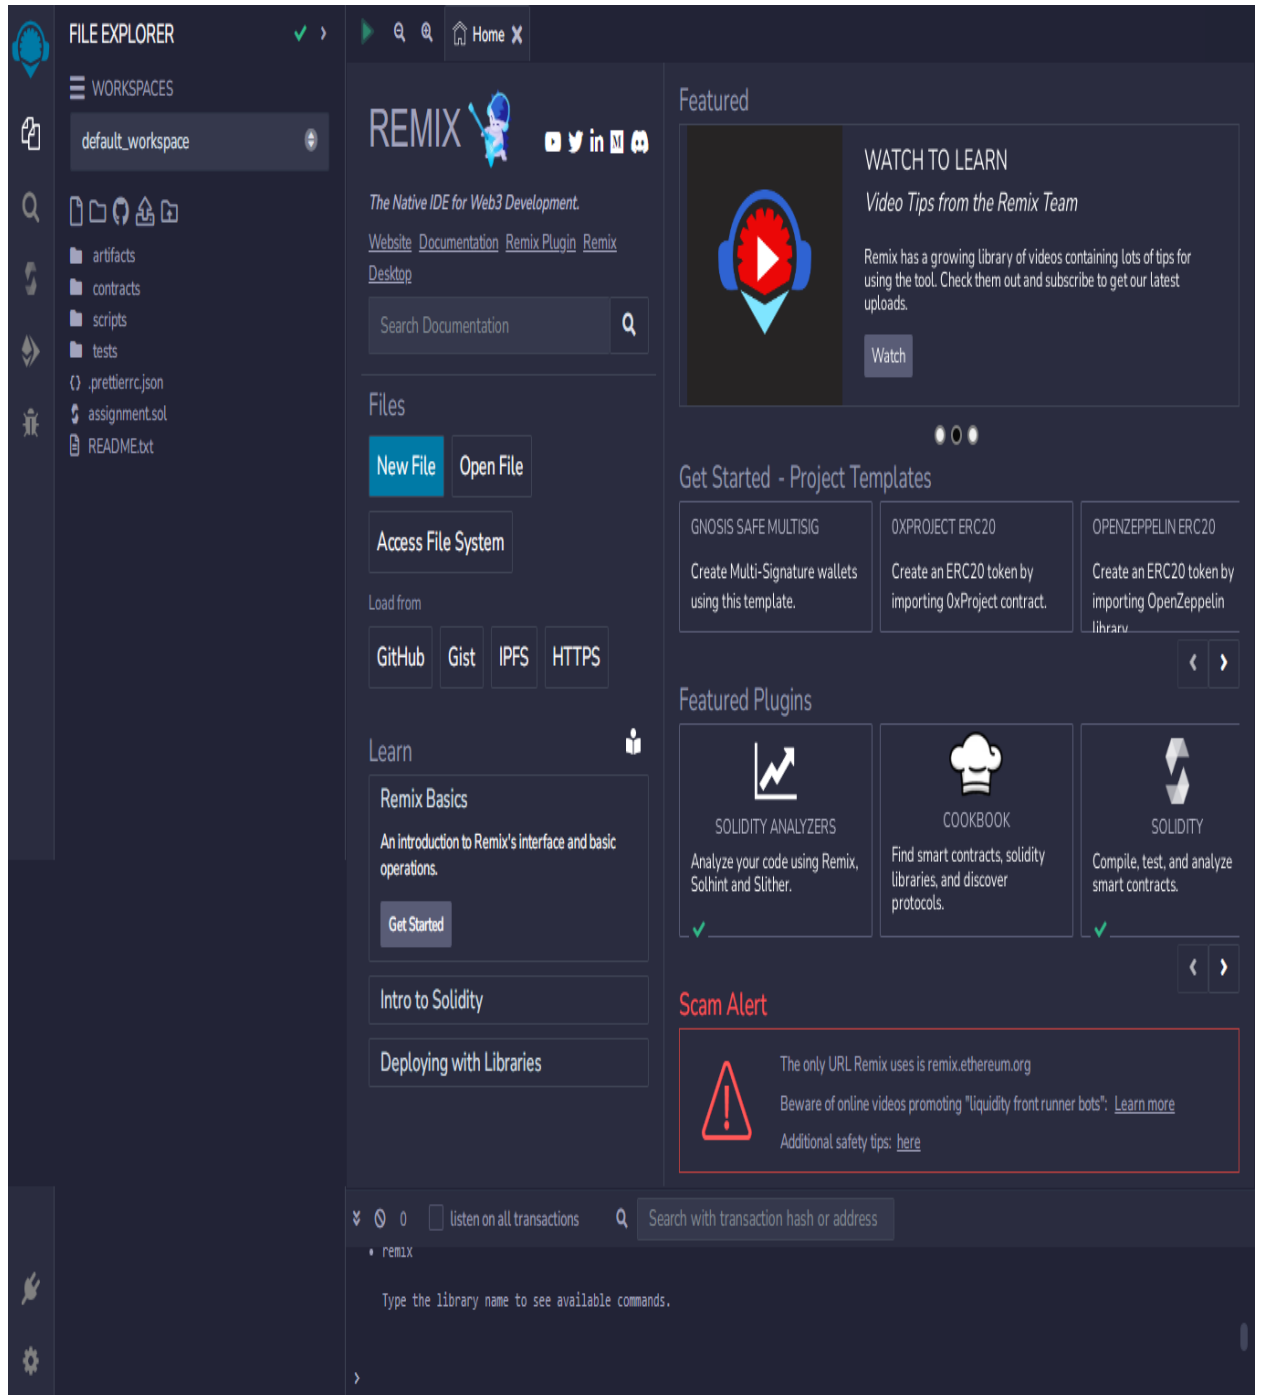 FILE EXPLORER
WORKSPACES
default_workspace
artifacts
contracts
scripts
tests
.prettierrc.json
assignment.sol
README.txt
Home
REMIX
The Native IDE for Web3 Development.
Website Documentation Remix Plugin Remix
Desktop
Search Documentation
Files
New File Open File
Access File System
Load from
GitHub Gist IPFS HTTPS
Learn
Remix Basics
An introduction to Remix's interface and basic
operations.
Get Started
Intro to Solidity
Deploying with Libraries
Featured
WATCH TO LEARN
Video Tips from the Remix Team
Remix has a growing library of videos containing lots of tips for
using the tool. Check them out and subscribe to get our latest
uploads.
Watch
Get Started - Project Templates
GNOSIS SAFE MULTISIG
Create Multi-Signature wallets
using this template.
0XPROJECT ERC20
Create an ERC20 token by
importing 0xProject contract.
OPENZEPPELIN ERC20
Create an ERC20 token by
importing OpenZeppelin
library
Featured Plugins
SOLIDITY ANALYZERS
Analyze your code using Remix,
Solhint and Slither.
COOKBOOK
Find smart contracts, solidity
libraries, and discover
protocols.
SOLIDITY
Compile, test, and analyze
smart contracts.
Scam Alert
The only URL Remix uses is remix.ethereum.org
Beware of online videos promoting "liquidity front runner bots": Learn more
Additional safety tips: here
0 listen on all transactions Search with transaction hash or address
• remix
Type the library name to see available commands.
>